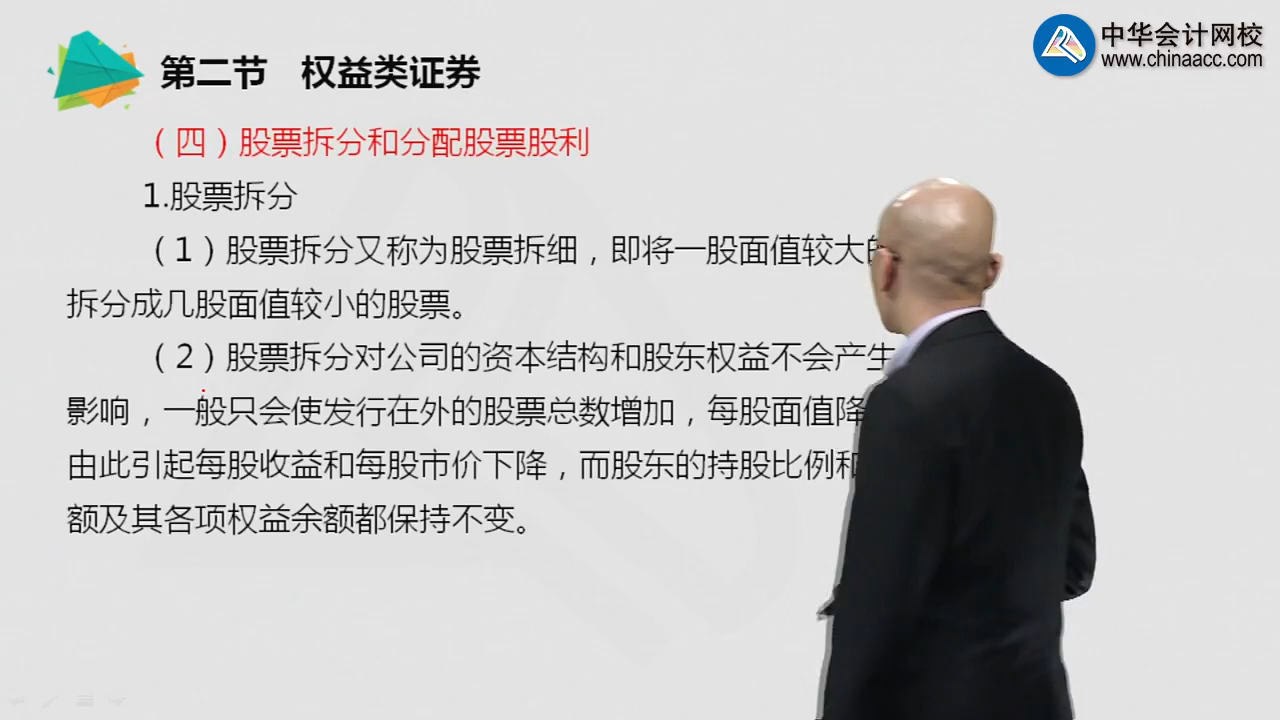 中华会计网校
www.chinaacc.com
第二节 权益类证券
（四）股票拆分和分配股票股利
1.股票拆分
（1）股票拆分又称为股票拆细，即将一股面值较大
拆分成几股面值较小的股票。
（2）股票拆分对公司的资本结构和股东权益不会产生
影响，一般只会使发行在外的股票总数增加，每股面值降
由此引起每股收益和每股市价下降，而股东的持股比例和
额及其各项权益余额都保持不变。